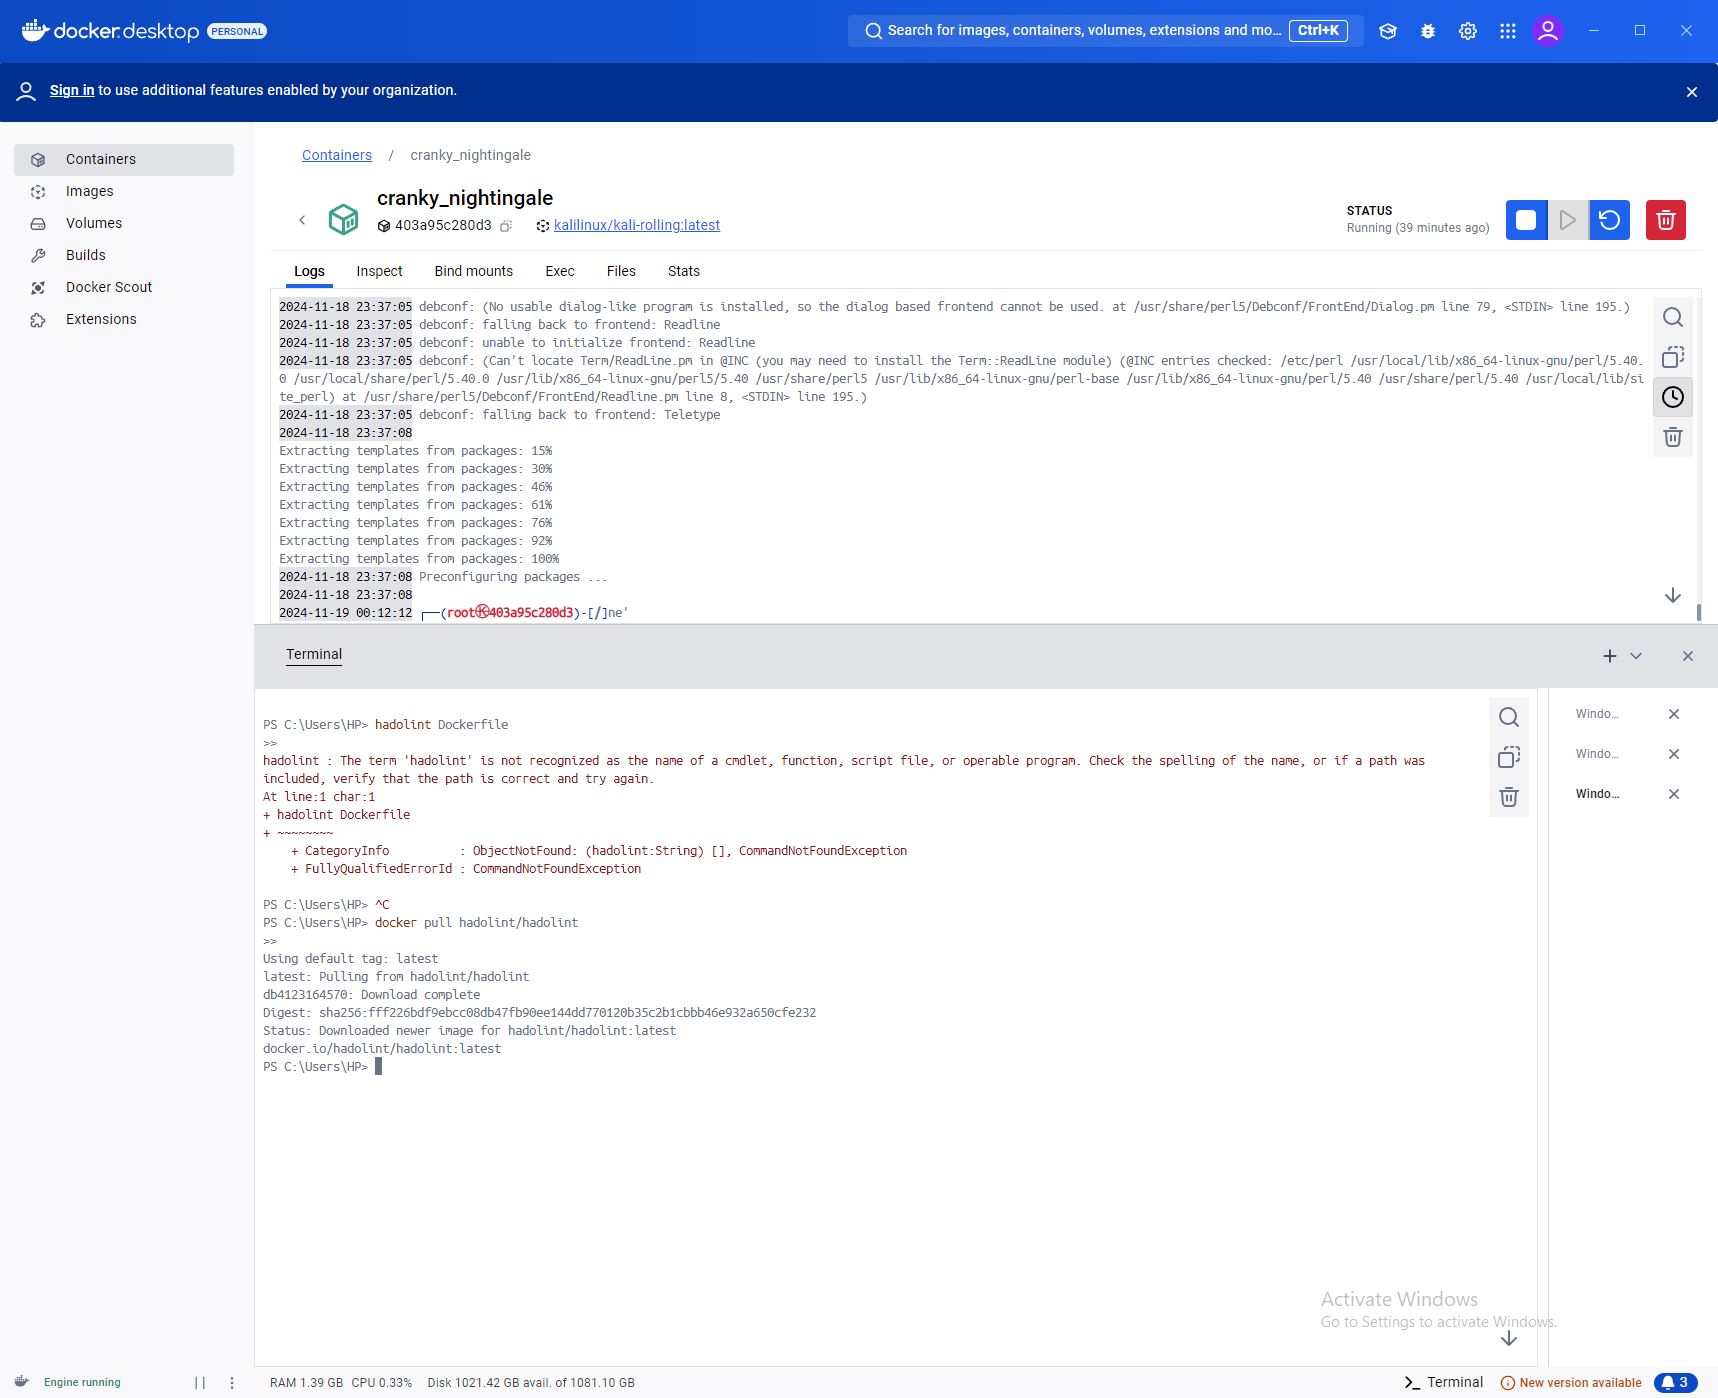 docker.desktop PERSONAL
Search for images, containers, volumes, extensions and mo... Ctrl+K
Sign in to use additional features enabled by your organization.
Containers
Images
Volumes
Builds
Docker Scout
Extensions
Containers / cranky_nightingale
cranky_nightingale
403a95c280d3 kalilinux/kali-rolling:latest
STATUS
Running (39 minutes ago)
Logs Inspect Bind mounts Exec Files Stats
2024-11-18 23:37:05 debconf: (No usable dialog-like program is installed, so the dialog based frontend cannot be used. at /usr/share/perl5/Debconf/FrontEnd/Dialog.pm line 79, <STDIN> line 195.)
2024-11-18 23:37:05 debconf: falling back to frontend: Readline
2024-11-18 23:37:05 debconf: unable to initialize frontend: Readline
2024-11-18 23:37:05 debconf: (Can't locate Term/ReadLine.pm in @INC (you may need to install the Term::ReadLine module) (@INC entries checked: /etc/perl /usr/local/lib/x86_64-linux-gnu/perl/5.40.
0 /usr/local/share/perl/5.40.0 /usr/lib/x86_64-linux-gnu/perl5/5.40 /usr/share/perl5 /usr/lib/x86_64-linux-gnu/perl-base /usr/lib/x86_64-linux-gnu/perl/5.40 /usr/share/perl/5.40 /usr/local/lib/si
te_perl) at /usr/share/perl5/Debconf/FrontEnd/Readline.pm line 8, <STDIN> line 195.)
2024-11-18 23:37:05 debconf: falling back to frontend: Teletype
2024-11-18 23:37:08
Extracting templates from packages: 15%
Extracting templates from packages: 30%
Extracting templates from packages: 46%
Extracting templates from packages: 61%
Extracting templates from packages: 76%
Extracting templates from packages: 92%
Extracting templates from packages: 100%
2024-11-18 23:37:08 Preconfiguring packages ...
2024-11-18 23:37:08
2024-11-19 00:12:12 ┌──(root㉿403a95c280d3)-[/]ne'
Terminal
PS C:\Users\HP> hadolint Dockerfile
>>
hadolint : The term 'hadolint' is not recognized as the name of a cmdlet, function, script file, or operable program. Check the spelling of the name, or if a path was
included, verify that the path is correct and try again.
At line:1 char:1
+ hadolint Dockerfile
+ ~~~~~~~~
    + CategoryInfo          : ObjectNotFound: (hadolint:String) [], CommandNotFoundException
    + FullyQualifiedErrorId : CommandNotFoundException
PS C:\Users\HP> ^C
PS C:\Users\HP> docker pull hadolint/hadolint
>>
Using default tag: latest
latest: Pulling from hadolint/hadolint
db4123164570: Download complete
Digest: sha256:fff226bdf9ebcc08db47fb90ee144dd770120b35c2b1cbbb46e932a650cfe232
Status: Downloaded newer image for hadolint/hadolint:latest
docker.io/hadolint/hadolint:latest
PS C:\Users\HP>
Windo...
Windo...
Windo...
Activate Windows
Go to Settings to activate Windows.
Engine running
RAM 1.39 GB CPU 0.33% Disk 1021.42 GB avail. of 1081.10 GB
Terminal
New version available
3